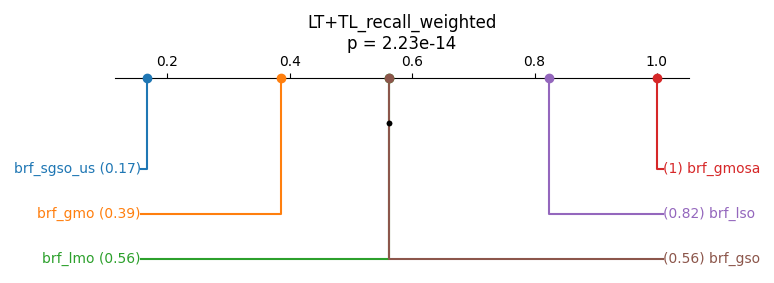 LT+TL_recall_weighted
p = 2.23e-14
0.2 0.4 0.6 0.8 1.0
brf_sgso_us (0.17) (1) brf_gmosa
brf_gmo (0.39) (0.82) brf_lso
brf_lmo (0.56) (0.56) brf_gso